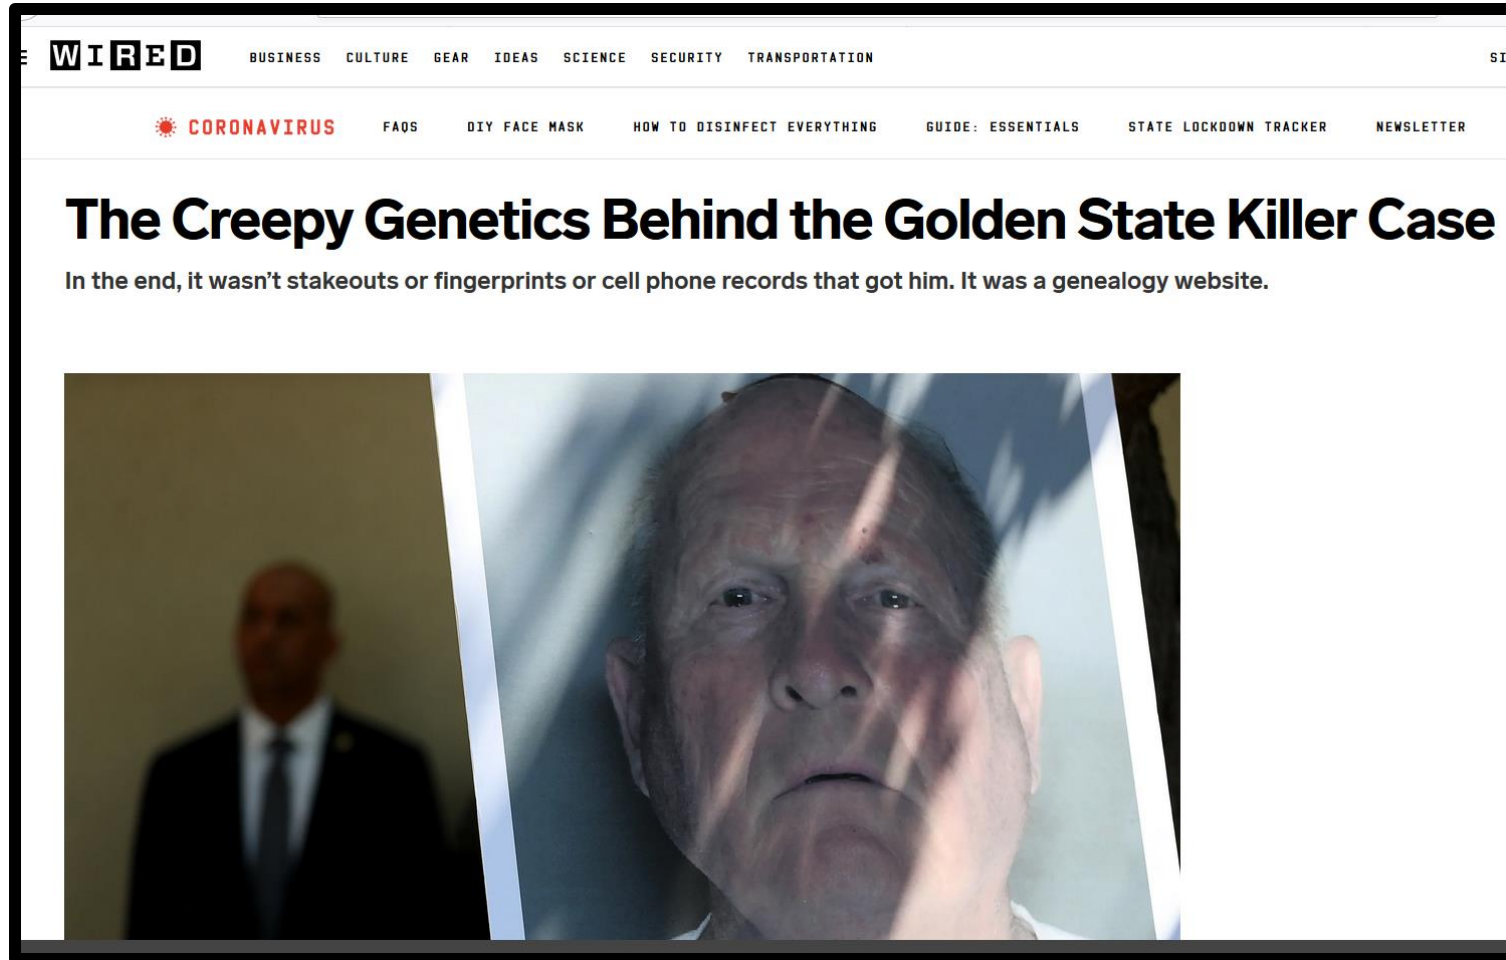 WIRED BUSINESS CULTURE GEAR IDEAS SCIENCE SECURITY TRANSPORTATION
CORONAVIRUS FAQS DIY FACE MASK HOW TO DISINFECT EVERYTHING GUIDE: ESSENTIALS STATE LOCKDOWN TRACKER NEWSLETTER
The Creepy Genetics Behind the Golden State Killer Case
In the end, it wasn't stakeouts or fingerprints or cell phone records that got him. It was a genealogy website.